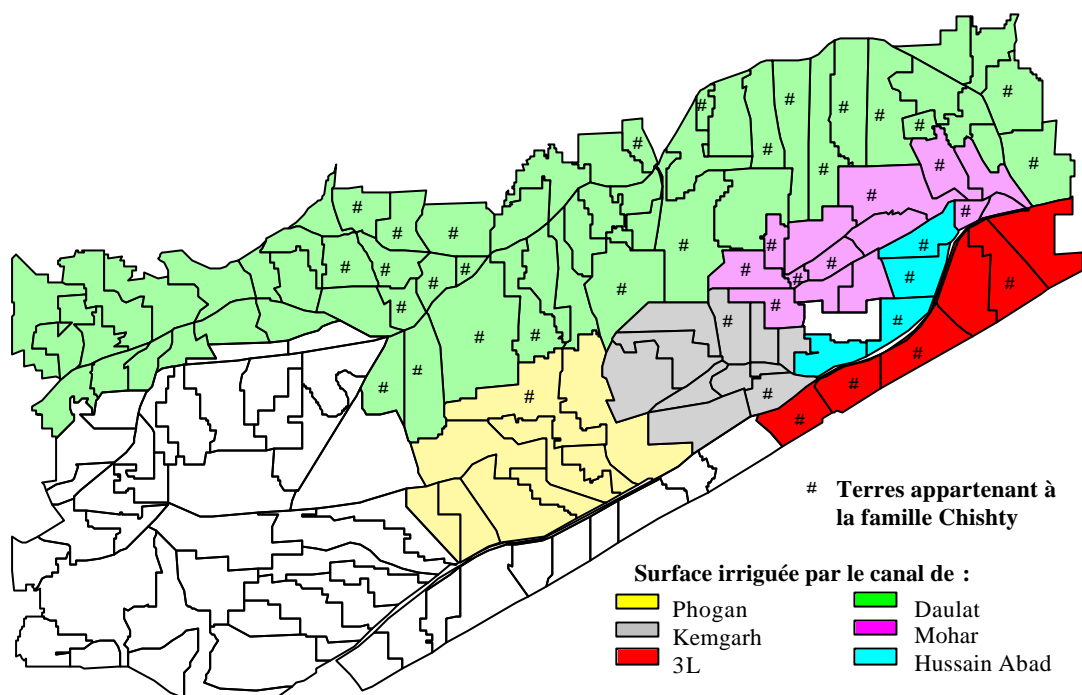 # Terres appartenant à
la famille Chishty
Surface irriguée par le canal de :
Phogan
Kemgarh
3L
Daulat
Mohar
Hussain Abad